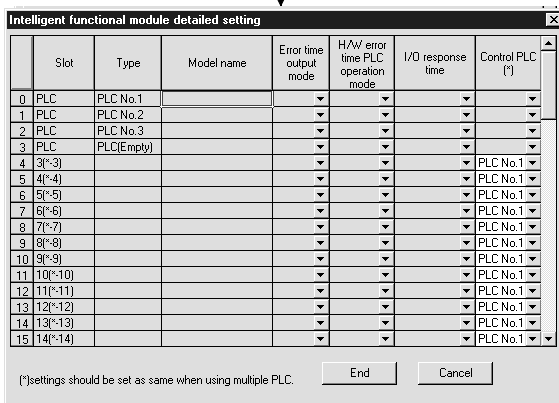 Intelligent functional module detailed setting
Slot Type Model name Error time output mode H/W error time PLC operation mode I/O response time Control PLC (*)
0 PLC PLC No.1
1 PLC PLC No.2
2 PLC PLC No.3
3 PLC PLC(Empty)
4 3(*-3) PLC No.1
5 4(*-4) PLC No.1
6 5(*-5) PLC No.1
7 6(*-6) PLC No.1
8 7(*-7) PLC No.1
9 8(*-8) PLC No.1
10 9(*-9) PLC No.1
11 10(*-10) PLC No.1
12 11(*-11) PLC No.1
13 12(*-12) PLC No.1
14 13(*-13) PLC No.1
15 14(*-14) PLC No.1
(*)settings should be set as same when using multiple PLC.
End
Cancel